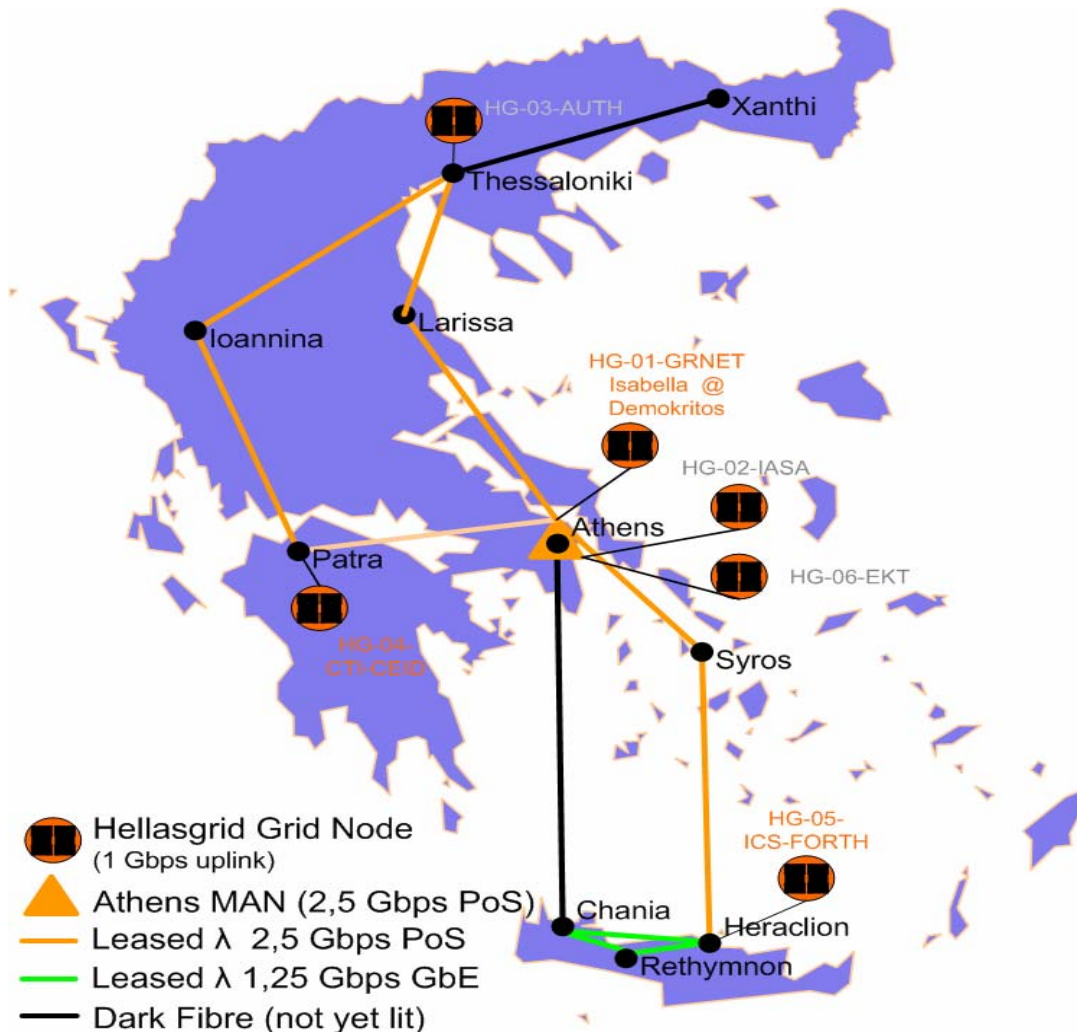 HG-03-AUTH
Xanthi
Thessaloniki
Ioannina
Larissa
HG-01-GRNET
Isabella @
Demokritos
HG-02-IASA
Athens
Patra
HG-06-EKT
HG-04-
CTI-CEID
Syros
HG-05-
ICS-FORTH
Chania
Heraclion
Rethymnon
Hellasgrid Grid Node
(1 Gbps uplink)
Athens MAN (2,5 Gbps PoS)
Leased λ 2,5 Gbps PoS
Leased λ 1,25 Gbps GbE
Dark Fibre (not yet lit)